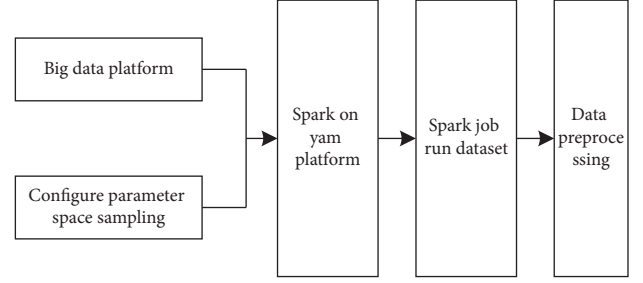 Big data platform
Configure parameter
space sampling
Spark on
yam
platform
Spark job
run dataset
Data
preproce
ssing